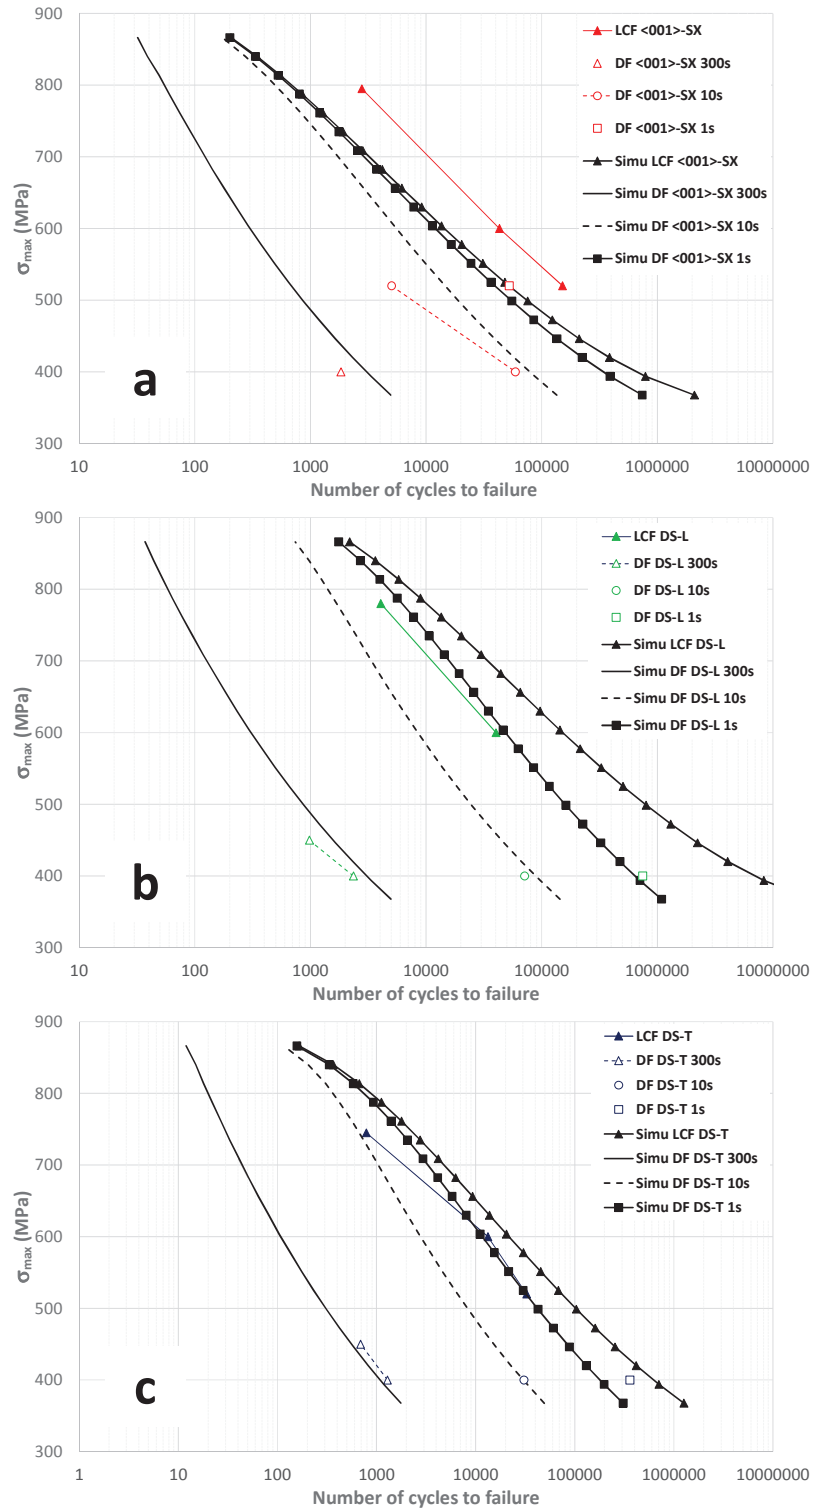 900
800
700
600
500
400
300
σmax (MPa)
LCF <001>-SX
DF <001>-SX 300s
DF <001>-SX 10s
DF <001>-SX 1s
Simu LCF <001>-SX
Simu DF <001>-SX 300s
Simu DF <001>-SX 10s
Simu DF <001>-SX 1s
a
10 100 1000 10000 100000 1000000 10000000
Number of cycles to failure
900
800
700
600
500
400
300
σmax (MPa)
LCF DS-L
DF DS-L 300s
DF DS-L 10s
DF DS-L 1s
Simu LCF DS-L
Simu DF DS-L 300s
Simu DF DS-L 10s
Simu DF DS-L 1s
b
10 100 1000 10000 100000 1000000 10000000
Number of cycles to failure
900
800
700
600
500
400
300
σmax (MPa)
LCF DS-T
DF DS-T 300s
DF DS-T 10s
DF DS-T 1s
Simu LCF DS-T
Simu DF DS-T 300s
Simu DF DS-T 10s
Simu DF DS-T 1s
c
1 10 100 1000 10000 100000 1000000 10000000
Number of cycles to failure